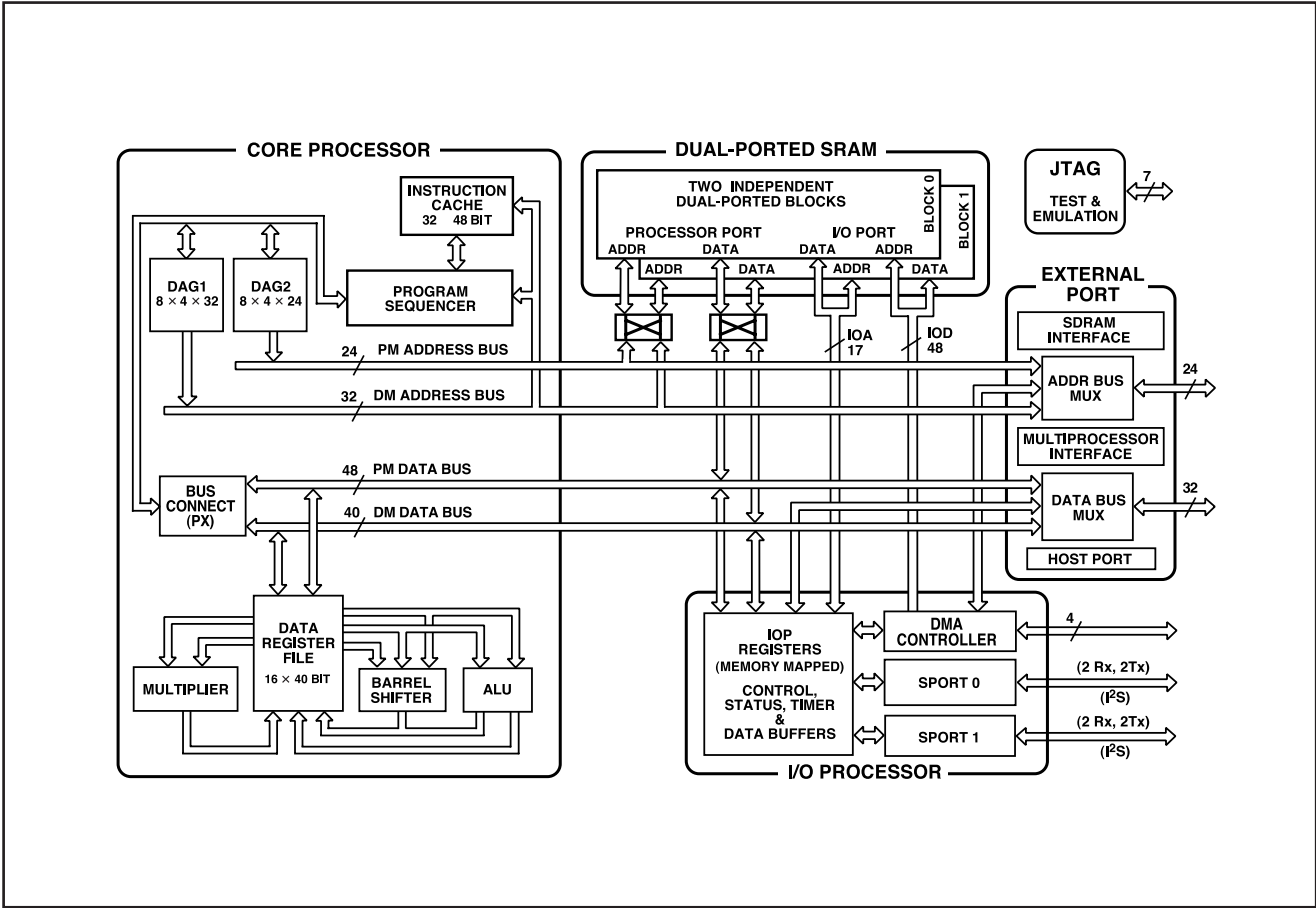 CORE PROCESSOR
INSTRUCTION
CACHE
32 48 BIT
DAG1
8 × 4 × 32
DAG2
8 × 4 × 24
PROGRAM
SEQUENCER
24 PM ADDRESS BUS
32 DM ADDRESS BUS
48 PM DATA BUS
40 DM DATA BUS
BUS
CONNECT
(PX)
DATA
REGISTER
FILE
16 × 40 BIT
MULTIPLIER
BARREL
SHIFTER
ALU
DUAL-PORTED SRAM
TWO INDEPENDENT
DUAL-PORTED BLOCKS
BLOCK 0
BLOCK 1
PROCESSOR PORT
I/O PORT
ADDR
DATA
DATA
ADDR
ADDR
DATA
ADDR
DATA
IOA
17
IOD
48
JTAG
TEST &
EMULATION
7
EXTERNAL
PORT
SDRAM
INTERFACE
ADDR BUS
MUX
24
MULTIPROCESSOR
INTERFACE
DATA BUS
MUX
32
HOST PORT
IOP
REGISTERS
(MEMORY MAPPED)
CONTROL,
STATUS, TIMER
&
DATA BUFFERS
DMA
CONTROLLER
4
SPORT 0
(2 Rx, 2Tx)
(I²S)
SPORT 1
(2 Rx, 2Tx)
(I²S)
I/O PROCESSOR